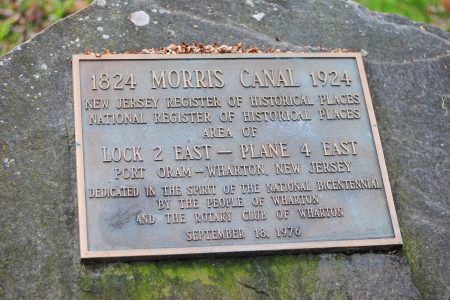 1824 MORRIS CANAL 1924
NEW JERSEY REGISTER OF HISTORICAL PLACES
NATIONAL REGISTER OF HISTORICAL PLACES
AREA OF
LOCK 2 EAST — PLANE 4 EAST
PORT ORAM — WHARTON, NEW JERSEY
DEDICATED IN THE SPIRIT OF THE NATIONAL BICENTENNIAL
BY THE PEOPLE OF WHARTON
AND THE ROTARY CLUB OF WHARTON
SEPTEMBER 18, 1976